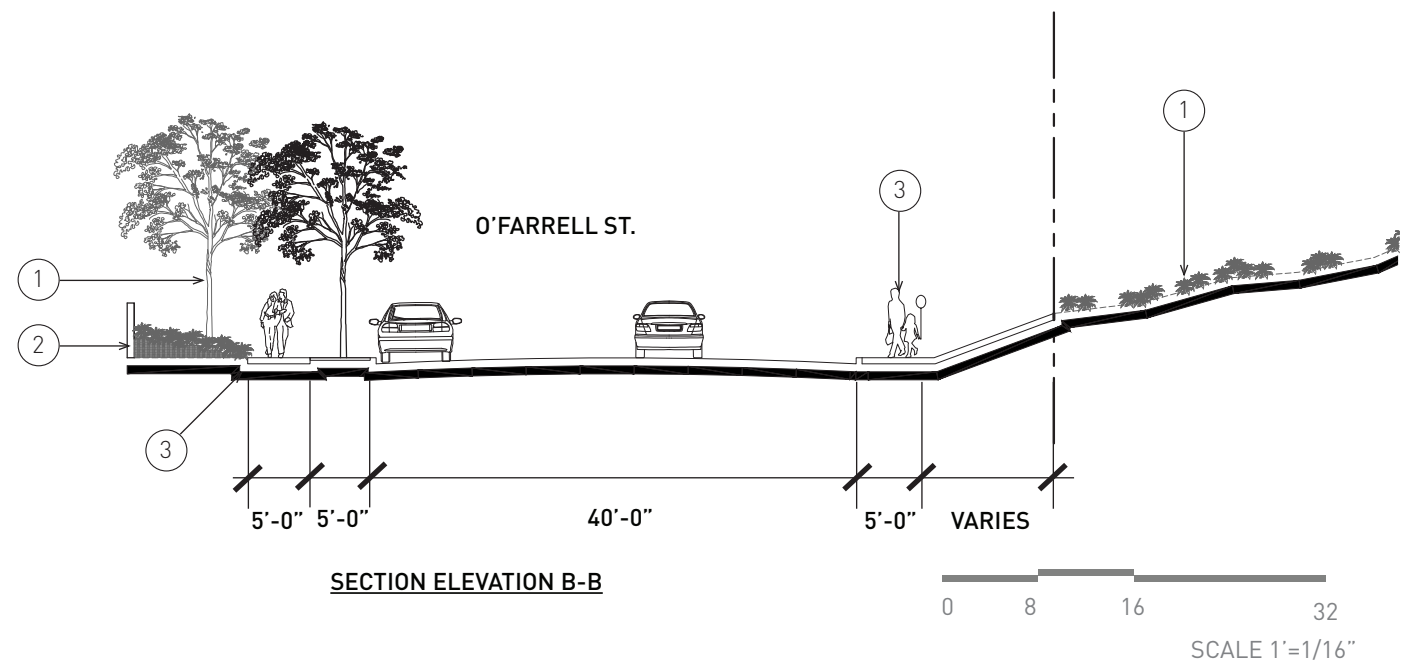 1
3
O’FARRELL ST.
1
2
3
5’-0” 5’-0” 40’-0” 5’-0” VARIES
SECTION ELEVATION B-B
0 8 16 32
SCALE 1’=1/16”